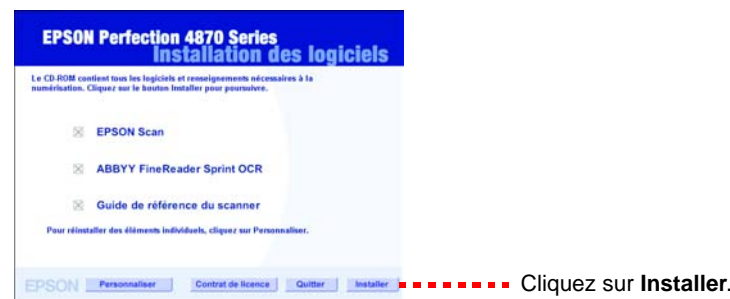 EPSON Perfection 4870 Series
Installation des logiciels
Le CD-ROM contient tous les logiciels et renseignements nécessaires à la
numérisation. Cliquez sur le bouton Installer pour poursuivre.
EPSON Scan
ABBYY FineReader Sprint OCR
Guide de référence du scanner
Pour réinstaller des éléments individuels, cliquez sur Personnaliser.
EPSON Personnaliser Contrat de licence Quitter Installer Cliquez sur Installer.